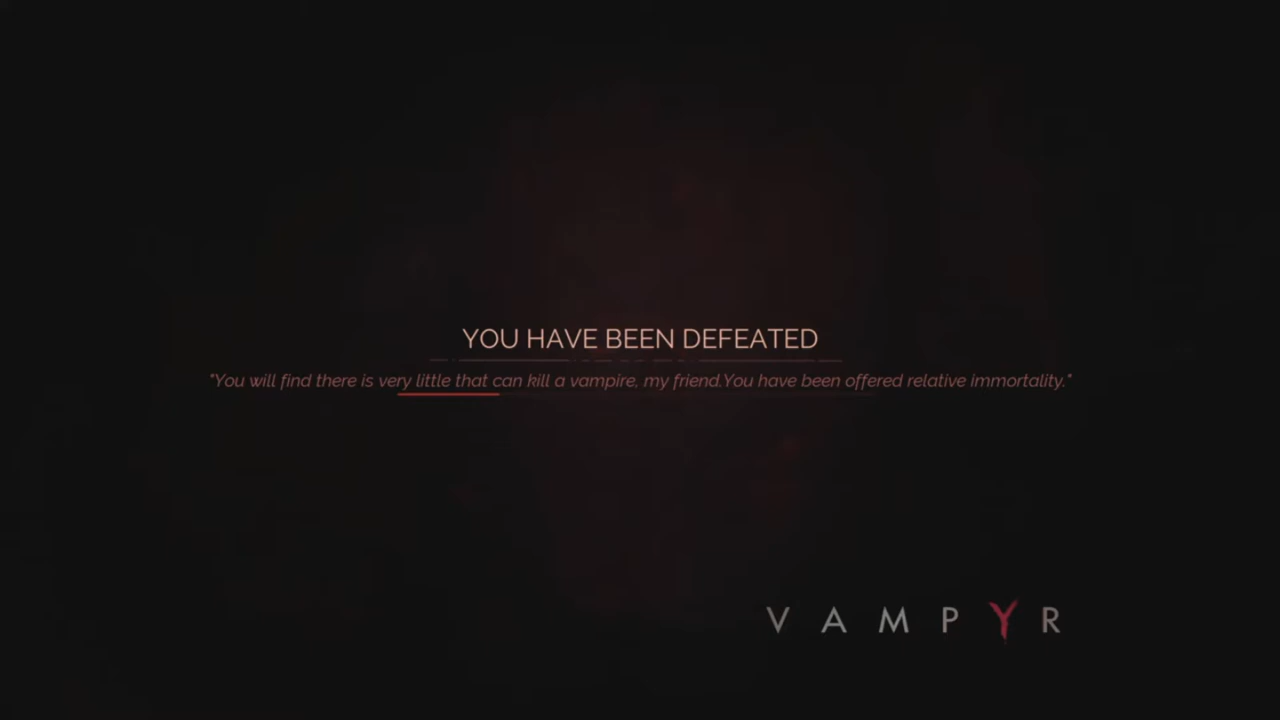 YOU HAVE BEEN DEFEATED
"You will find there is very little that can kill a vampire, my friend.You have been offered relative immortality."
VAMPYR